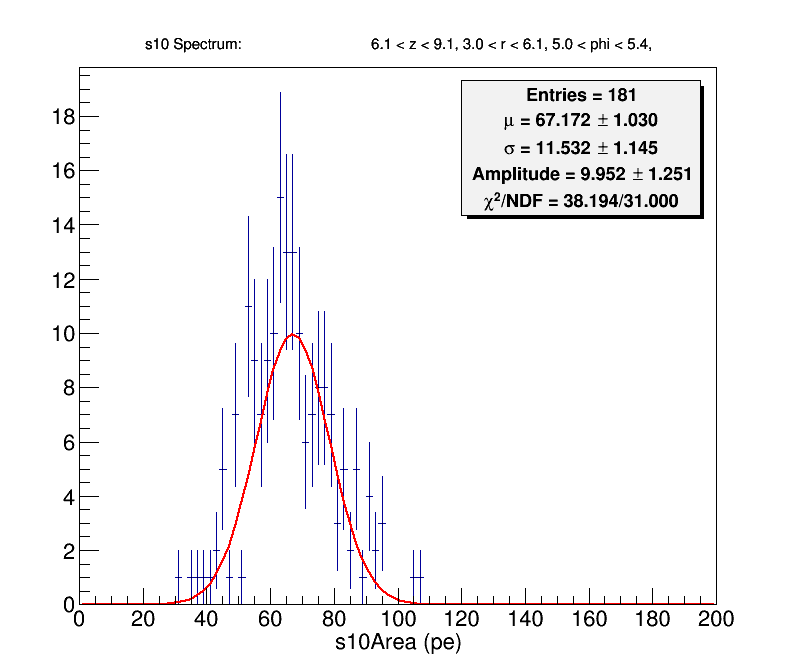 s10 Spectrum: 6.1 < z < 9.1, 3.0 < r < 6.1, 5.0 < phi < 5.4,
Entries = 181
μ = 67.172 ± 1.030
σ = 11.532 ± 1.145
Amplitude = 9.952 ± 1.251
χ²/NDF = 38.194/31.000
18
16
14
12
10
8
6
4
2
0
0 20 40 60 80 100 120 140 160 180 200
s10Area (pe)